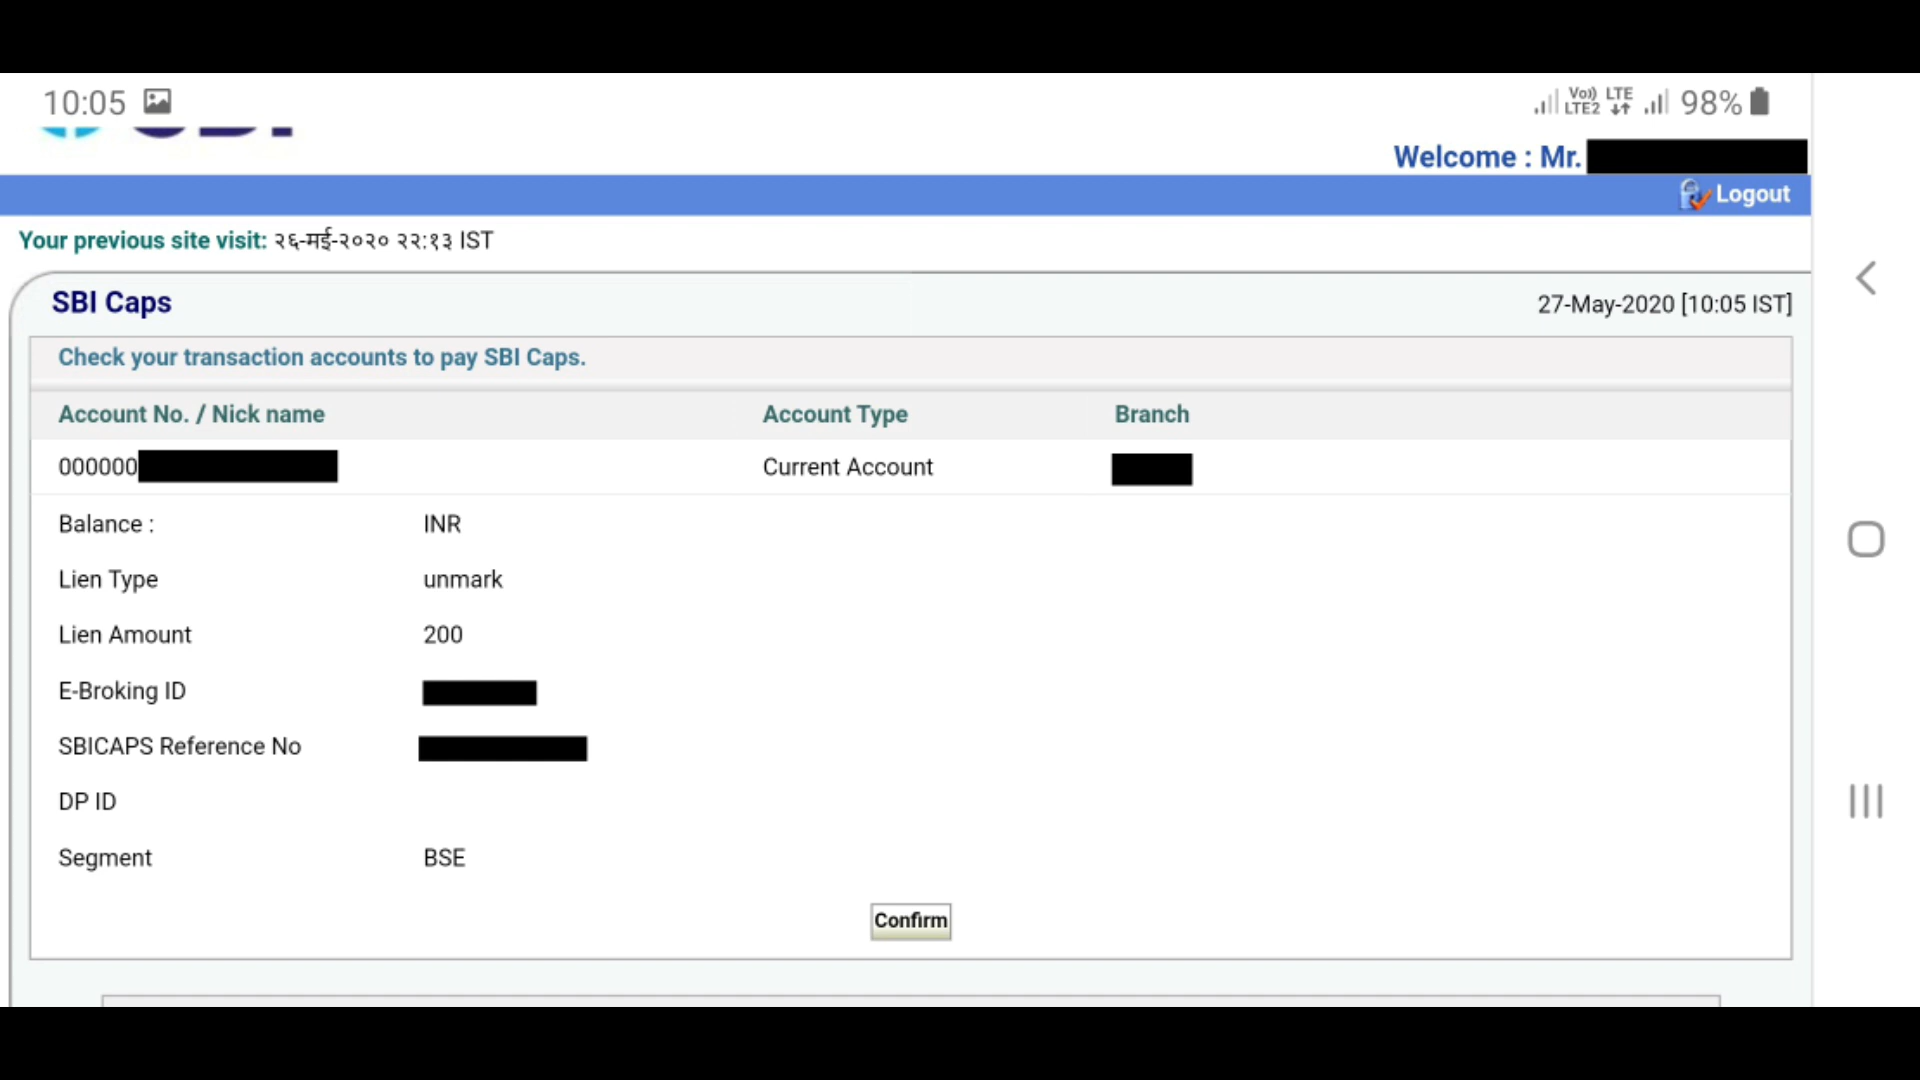 10:05 Vo)) LTE LTE2 98%
Welcome : Mr.
Logout
Your previous site visit: २६-मई-२०२० २२:१३ IST
SBI Caps 27-May-2020 [10:05 IST]
Check your transaction accounts to pay SBI Caps.
Account No. / Nick name Account Type Branch
000000 Current Account
Balance : INR
Lien Type unmark
Lien Amount 200
E-Broking ID
SBICAPS Reference No
DP ID
Segment BSE
Confirm